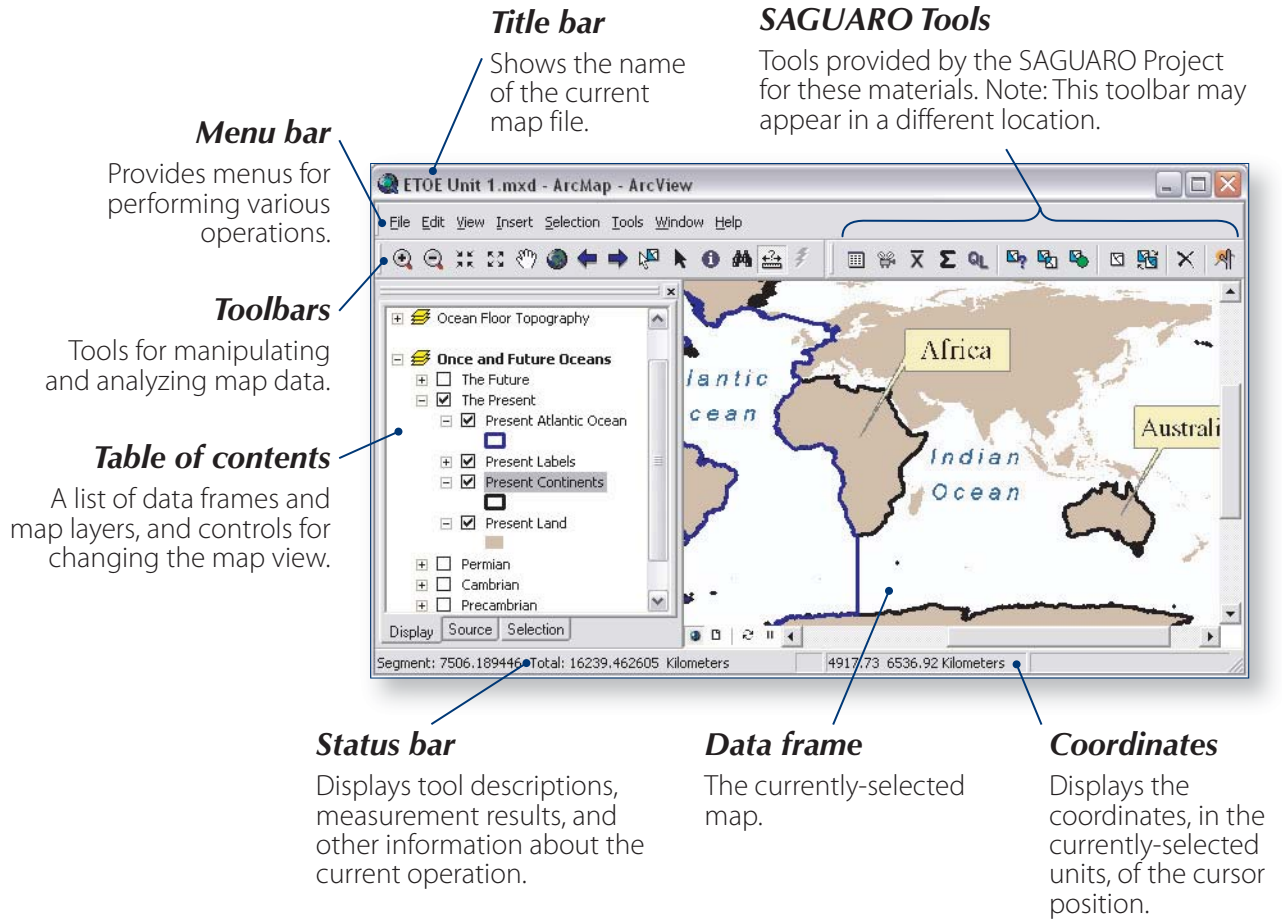 Title bar
Shows the name
of the current
map file.
SAGUARO Tools
Tools provided by the SAGUARO Project
for these materials. Note: This toolbar may
appear in a different location.
Menu bar
Provides menus for
performing various
operations.
Toolbars
Tools for manipulating
and analyzing map data.
Table of contents
A list of data frames and
map layers, and controls for
changing the map view.
ETOE Unit 1.mxd - ArcMap - ArcView
File Edit View Insert Selection Tools Window Help
QL
Ocean Floor Topography
Once and Future Oceans
The Future
The Present
Present Atlantic Ocean
Present Labels
Present Continents
Present Land
Permian
Cambrian
Precambrian
Display Source Selection
lantic
cean
Africa
Indian
Ocean
Australi
Segment: 7506.189446 Total: 16239.462605 Kilometers
4917.73 6536.92 Kilometers
Status bar
Displays tool descriptions,
measurement results, and
other information about the
current operation.
Data frame
The currently-selected
map.
Coordinates
Displays the
coordinates, in the
currently-selected
units, of the cursor
position.